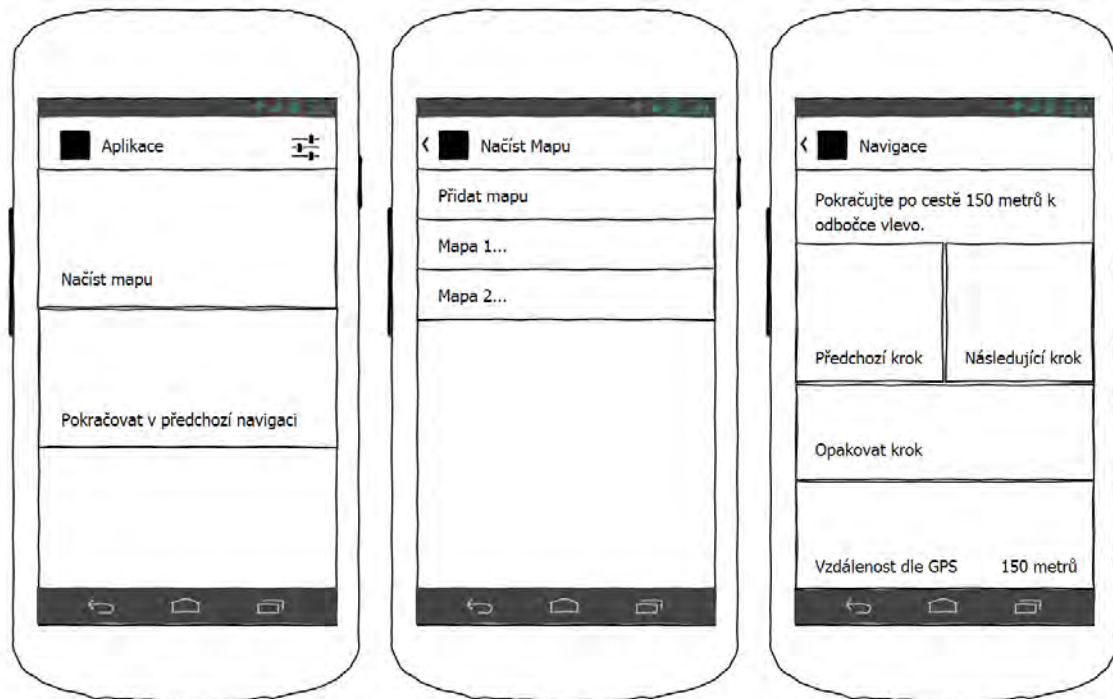 Aplikace
Načíst mapu
Pokračovat v předchozí navigaci
Načíst Mapu
Přidat mapu
Mapa 1...
Mapa 2...
Navigace
Pokračujte po cestě 150 metrů k
odbočce vlevo.
Předchozí krok Následující krok
Opakovat krok
Vzdálenost dle GPS 150 metrů